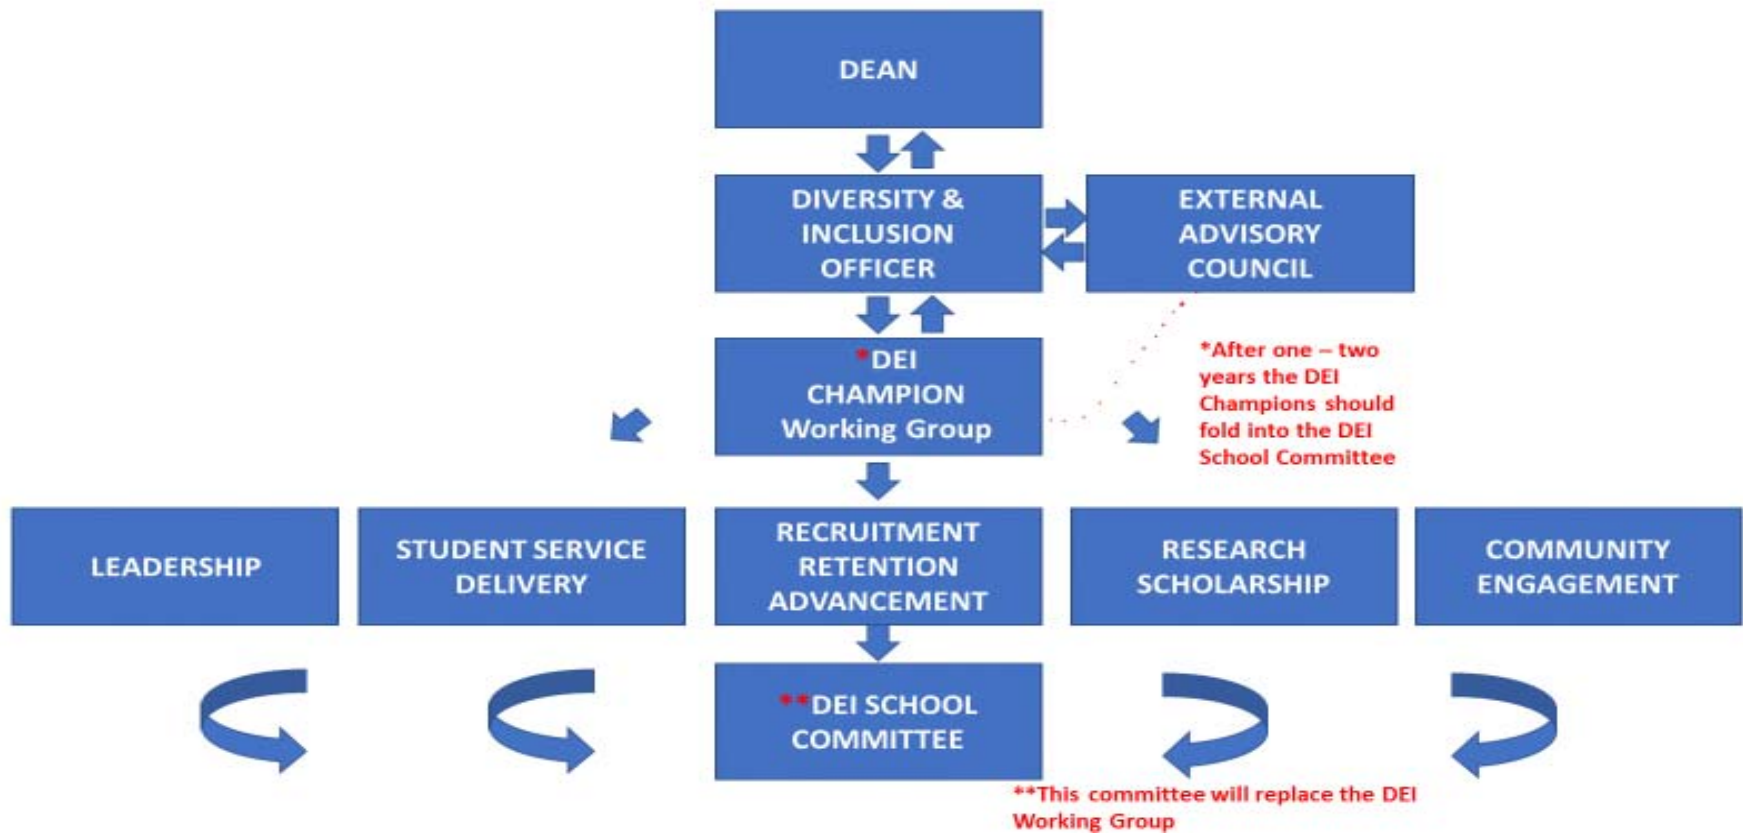 DEAN
DIVERSITY &
INCLUSION
OFFICER
EXTERNAL
ADVISORY
COUNCIL
*DEI
CHAMPION
Working Group
*After one – two
years the DEI
Champions should
fold into the DEI
School Committee
LEADERSHIP
STUDENT SERVICE
DELIVERY
RECRUITMENT
RETENTION
ADVANCEMENT
RESEARCH
SCHOLARSHIP
COMMUNITY
ENGAGEMENT
**DEI SCHOOL
COMMITTEE
**This committee will replace the DEI
Working Group